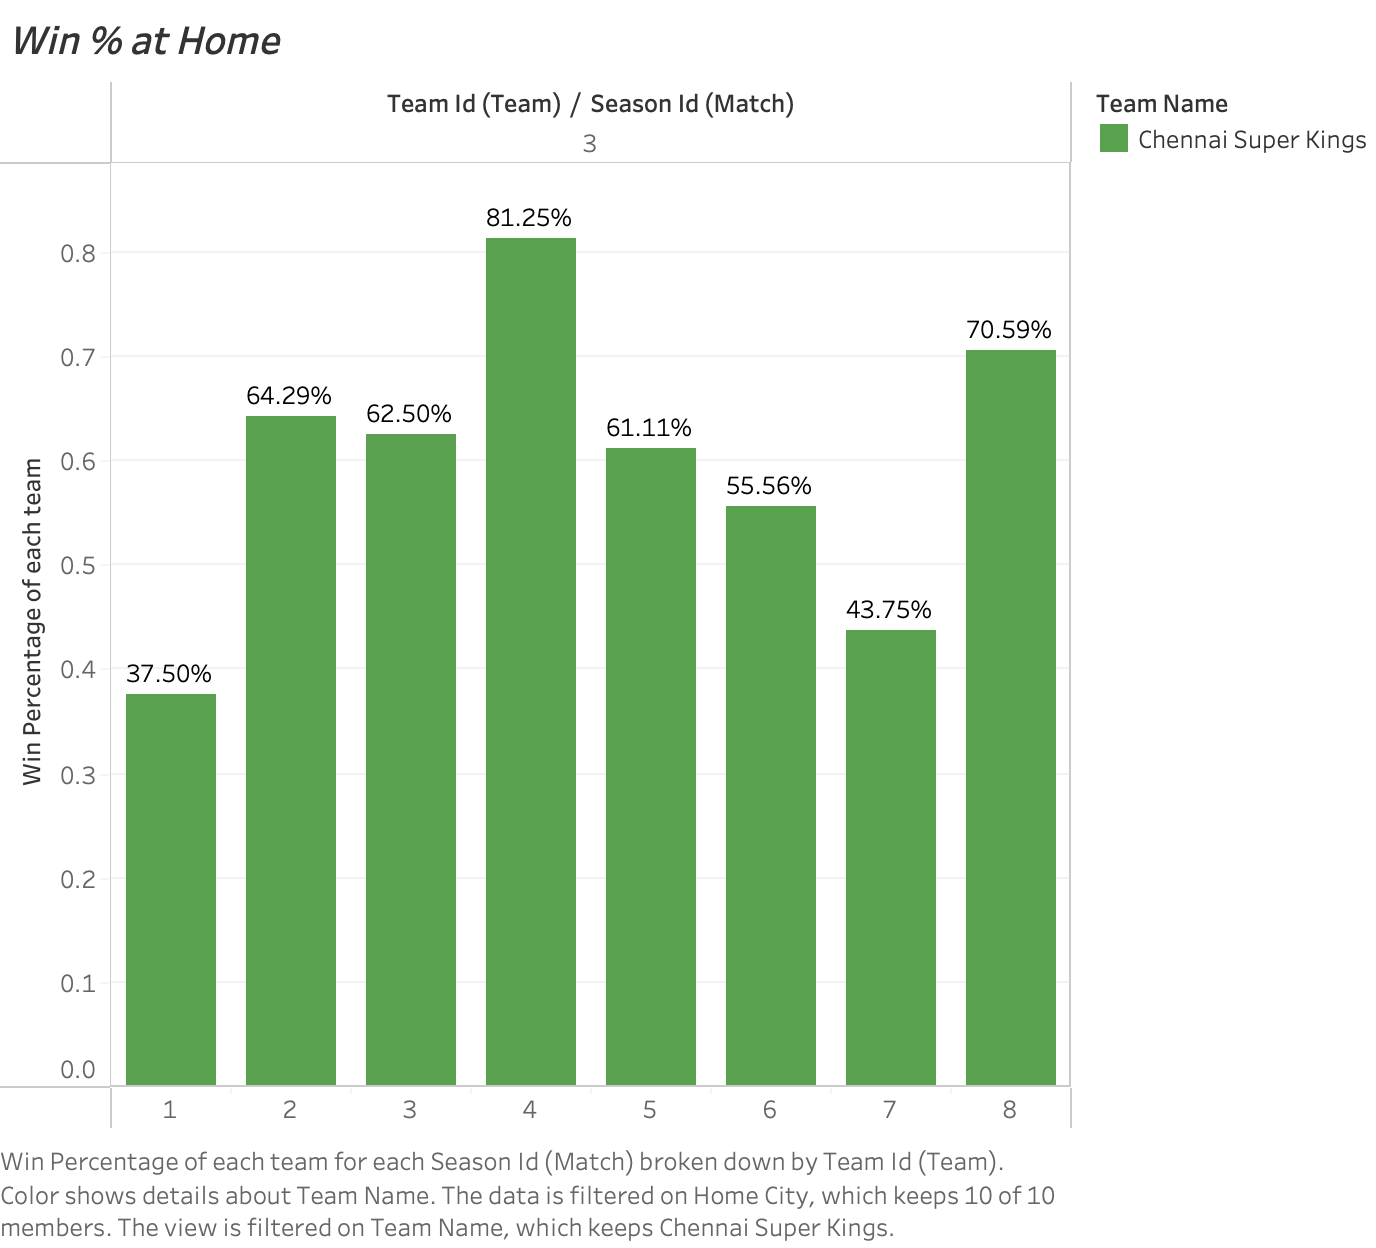 Win % at Home
Team Id (Team) / Season Id (Match)
3
Team Name
Chennai Super Kings
Win Percentage of each team
0.8
0.7
0.6
0.5
0.4
0.3
0.2
0.1
0.0
37.50%
64.29%
62.50%
81.25%
61.11%
55.56%
43.75%
70.59%
1 2 3 4 5 6 7 8
Win Percentage of each team for each Season Id (Match) broken down by Team Id (Team).
Color shows details about Team Name. The data is filtered on Home City, which keeps 10 of 10
members. The view is filtered on Team Name, which keeps Chennai Super Kings.